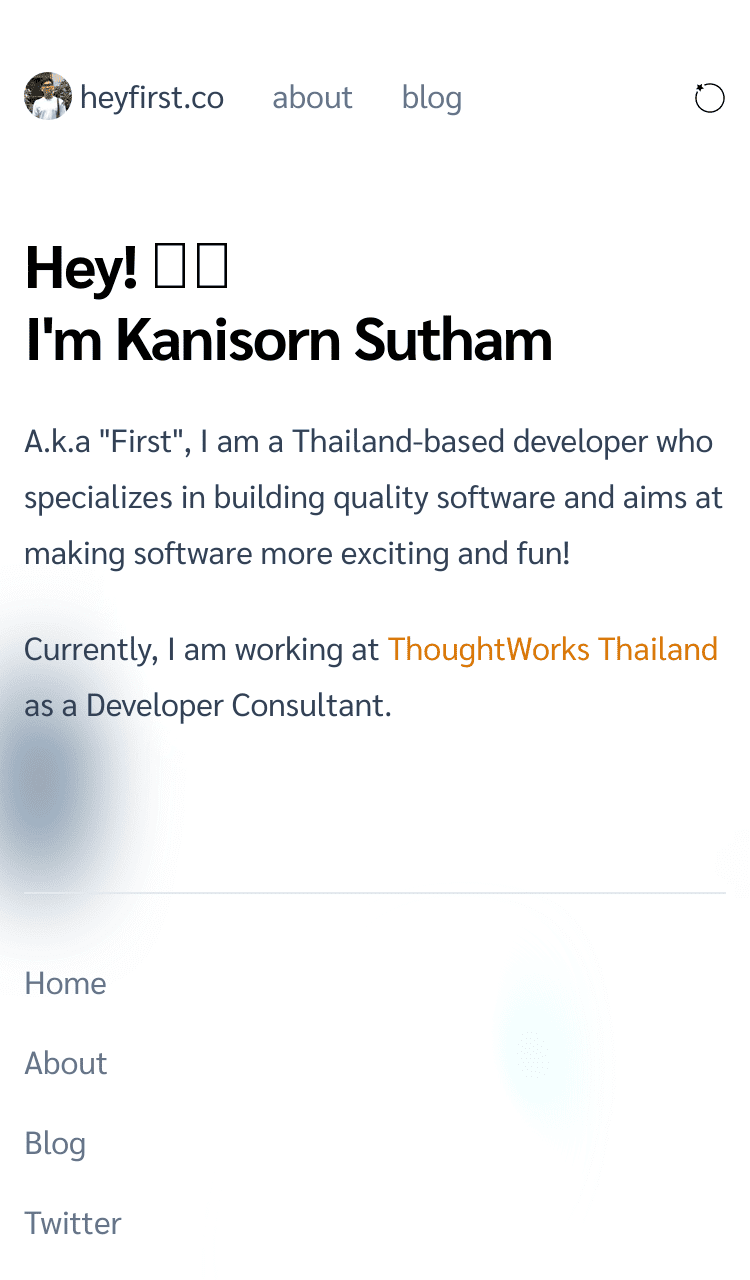 heyfirst.co about blog
Hey!
I'm Kanisorn Sutham
A.k.a "First", I am a Thailand-based developer who
specializes in building quality software and aims at
making software more exciting and fun!
Currently, I am working at ThoughtWorks Thailand
as a Developer Consultant.
Home
About
Blog
Twitter